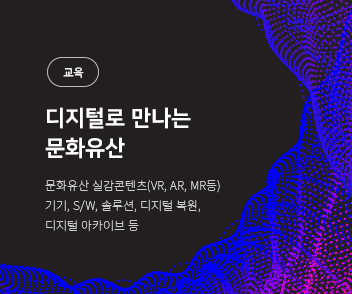 교육
디지털로 만나는
문화유산
문화유산 실감콘텐츠(VR, AR, MR등)
기기, S/W, 솔루션, 디지털 복원,
디지털 아카이브 등